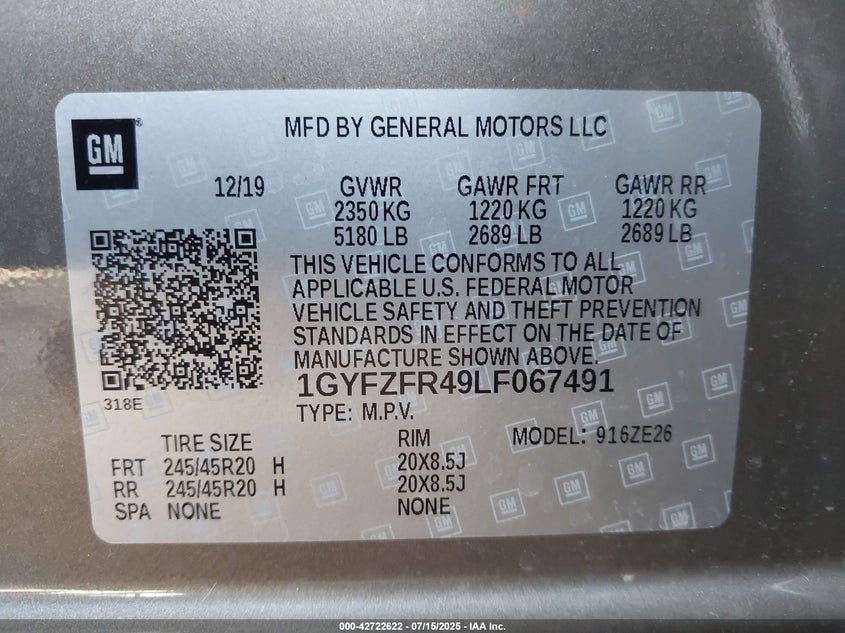 GM
MFD BY GENERAL MOTORS LLC
12/19 GVWR GAWR FRT GAWR RR
2350 KG 1220 KG 1220 KG
5180 LB 2689 LB 2689 LB
THIS VEHICLE CONFORMS TO ALL
APPLICABLE U.S. FEDERAL MOTOR
VEHICLE SAFETY AND THEFT PREVENTION
STANDARDS IN EFFECT ON THE DATE OF
MANUFACTURE SHOWN ABOVE.
318E
1GYFZFR49LF067491
TYPE: M.P.V.
TIRE SIZE RIM MODEL: 916ZE26
FRT 245/45R20 H 20X8.5J
RR 245/45R20 H 20X8.5J
SPA NONE NONE
000-42722622 - 07/15/2025 - IAA Inc.